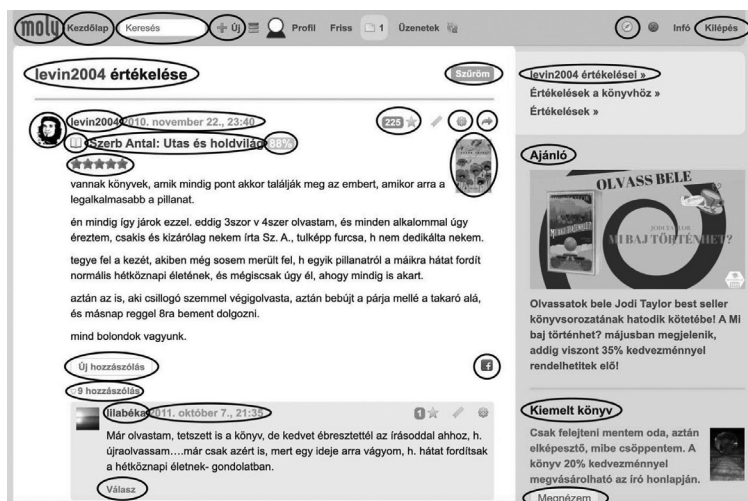 moly Kezdőlap Keresés Új Profil Friss 1 Üzenetek Infó Kilépés
levin2004 értékelése Szűröm
levin2004 2010. november 22., 23:40 225
Szerb Antal: Utas és holdvilág 88%
vannak könyvek, amik mindig pont akkor találják meg az embert, amikor arra a
legalkalmasabb a pillanat.
én mindig így járok ezzel. eddig 3szor v 4szer olvastam, és minden alkalommal úgy
éreztem, csakis és kizárólag nekem írta Sz. A., tulképp furcsa, h nem dedikálta nekem.
tegye fel a kezét, akiben még sosem merült fel, h egyik pillanatról a máikra hátat fordít
normális hétköznapi életének, és mégiscsak úgy él, ahogy mindig is akart.
aztán az is, aki csillogó szemmel végigolvasta, aztán bebújt a párja mellé a takaró alá,
és másnap reggel 8ra bement dolgozni.
mind bolondok vagyunk.
Új hozzászólás
9 hozzászólás
lilabéka 2011. október 7., 21:35 1
Már olvastam, tetszett is a könyv, de kedvet ébresztettél az írásoddal ahhoz, h.
újraolvassam….már csak azért is, mert egy ideje arra vágyom, h. hátat fordítsak
a hétköznapi életnek- gondolatban.
Válasz
levin2004 értékelései »
Értékelések a könyvhöz »
Értékelések »
Ajánló
OLVASS BELE
JODI TAYLOR
MI BAJ TÖRTÉNHET?
MI BAJ TÖRTÉNHET?
Olvassatok bele Jodi Taylor best seller
könyvsorozatának hatodik kötetébe! A Mi
baj történhet? májusban megjelenik,
addig viszont 35% kedvezménnyel
rendelhetitek elő!
Kiemelt könyv
Csak felejteni mentem oda, aztán
elképesztő, mibe csöppentem. A
könyv 20% kedvezménnyel
megvásárolható az író honlapján.
Megnézem